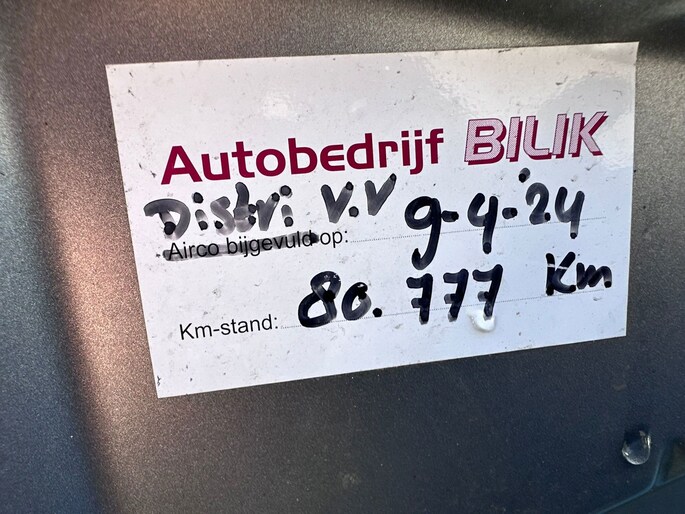 Autobedrijf BILIK
Distri V.V 9-4-'24
Airco bijgevuld op:
Km-stand: 80.777 Km